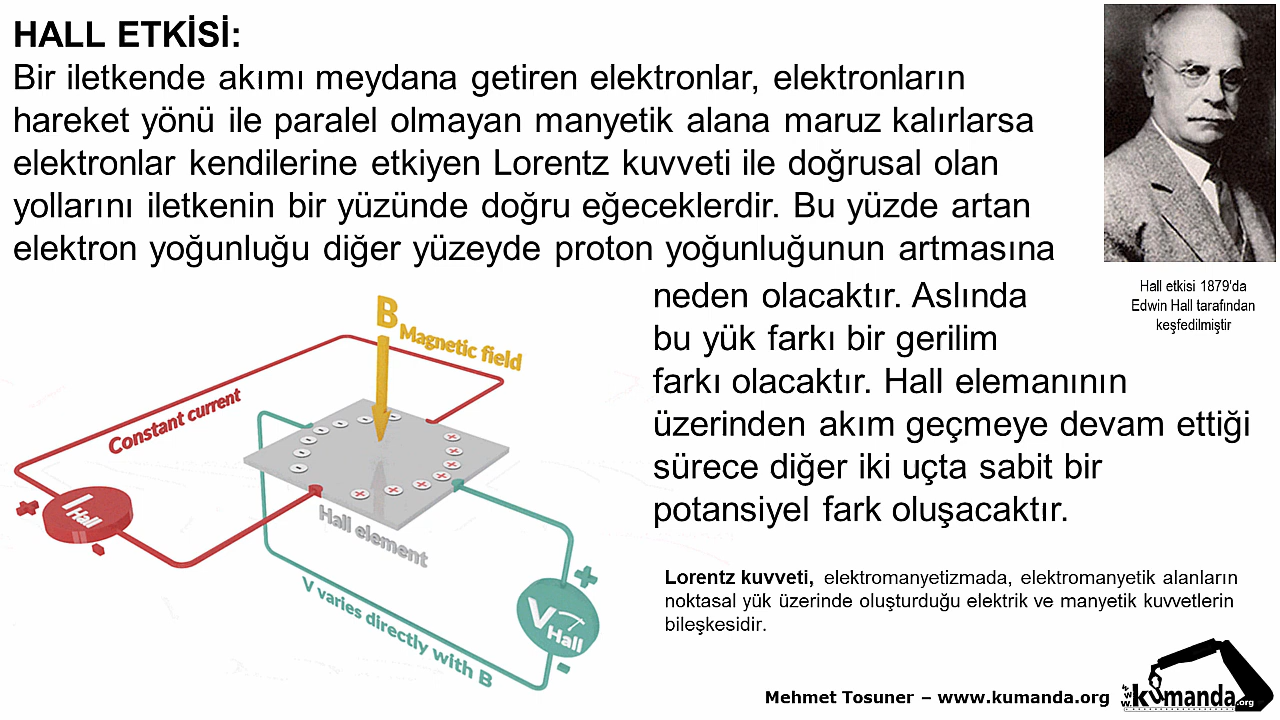 HALL ETKİSİ:
Bir iletkende akımı meydana getiren elektronlar, elektronların
hareket yönü ile paralel olmayan manyetik alana maruz kalırlarsa
elektronlar kendilerine etkiyen Lorentz kuvveti ile doğrusal olan
yollarını iletkenin bir yüzünde doğru eğeceklerdir. Bu yüzde artan
elektron yoğunluğu diğer yüzeyde proton yoğunluğunun artmasına
neden olacaktır. Aslında
bu yük farkı bir gerilim
farkı olacaktır. Hall elemanının
üzerinden akım geçmeye devam ettiği
sürece diğer iki uçta sabit bir
potansiyel fark oluşacaktır.
Hall etkisi 1879'da
Edwin Hall tarafından
keşfedilmiştir
B Magnetic field
Constant current
I Hall
Hall element
V varies directly with B
V Hall
Lorentz kuvveti, elektromanyetizmada, elektromanyetik alanların
noktasal yük üzerinde oluşturduğu elektrik ve manyetik kuvvetlerin
bileşkesidir.
Mehmet Tosuner – www.kumanda.org
www.kumanda.org